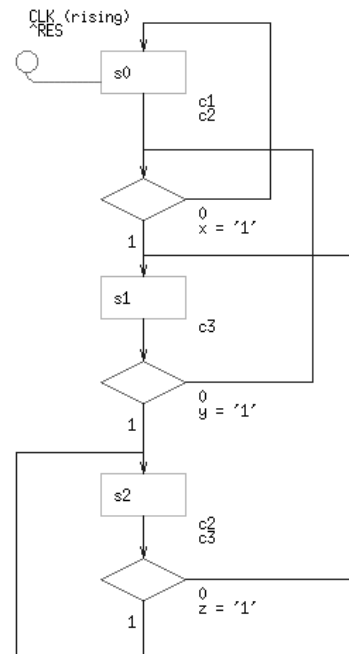 CLK (rising)
^RES
s0
c1
c2
0
x = '1'
1
s1
c3
0
y = '1'
1
s2
c2
c3
0
z = '1'
1